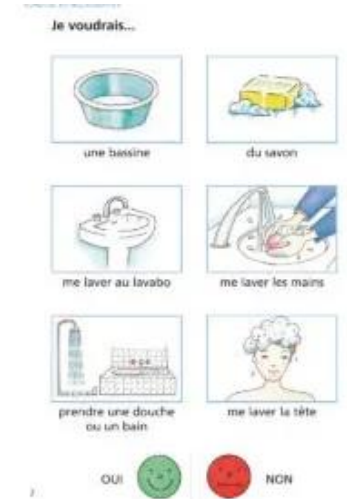 Je voudrais...
une bassine
du savon
me laver au lavabo
me laver les mains
prendre une douche
ou un bain
me laver la tête
OUI
NON